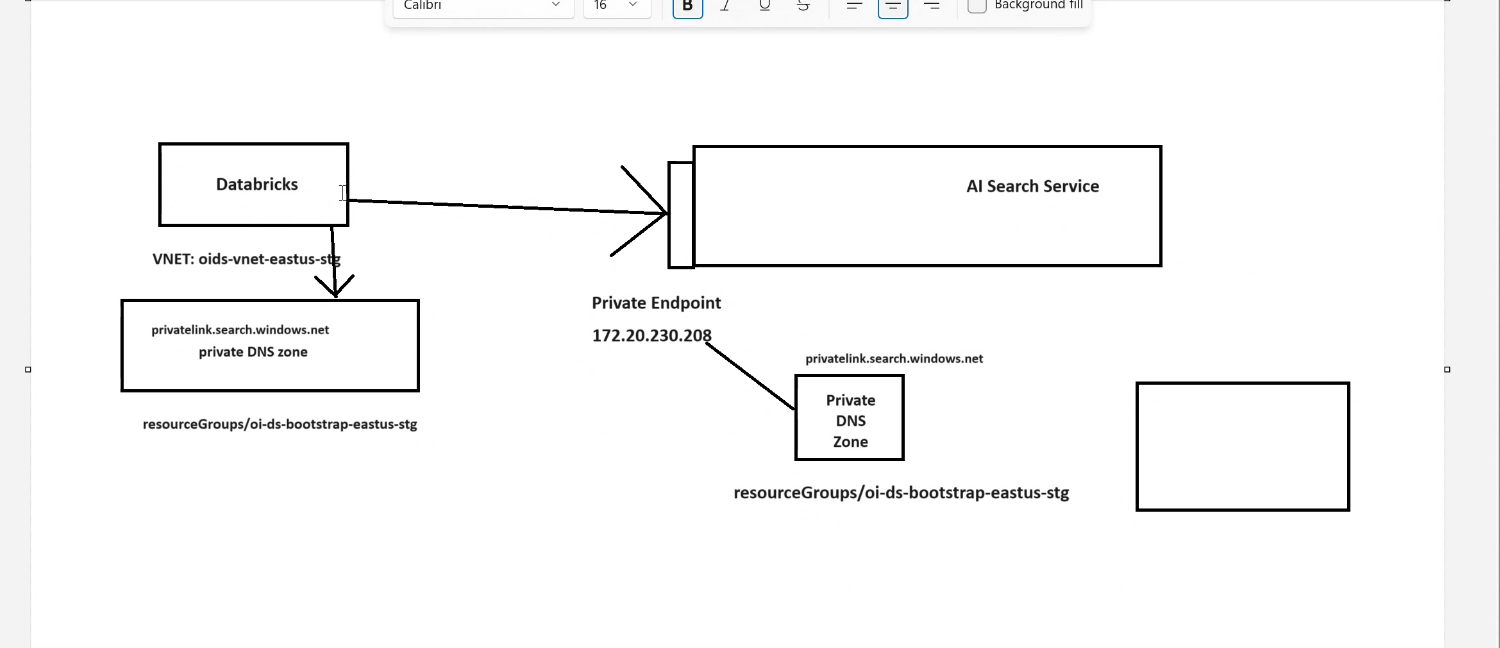 Calibri
16
B
I
U
S
Background fill
Databricks
AI Search Service
VNET: oids-vnet-eastus-stg
Private Endpoint
172.20.230.208
privatelink.search.windows.net
private DNS zone
privatelink.search.windows.net
Private
DNS
Zone
resourceGroups/oi-ds-bootstrap-eastus-stg
resourceGroups/oi-ds-bootstrap-eastus-stg